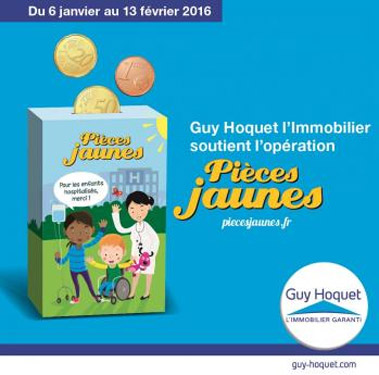 Du 6 janvier au 13 février 2016
Pièces
jaunes
Pour les enfants
hospitalisés,
merci !
H
Guy Hoquet l'Immobilier
soutient l'opération
Pièces
jaunes
piecesjaunes.fr
Guy Hoquet
L'IMMOBILIER GARANTI
guy-hoquet.com